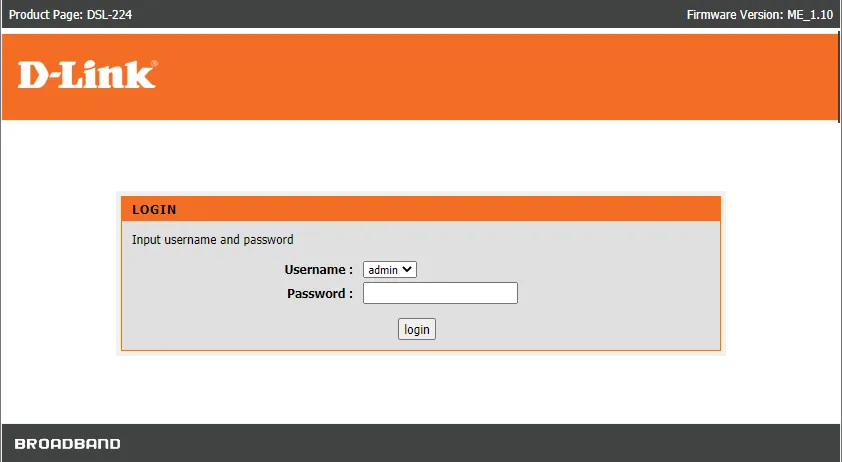 Product Page: DSL-224 Firmware Version: ME_1.10
D-Link®
LOGIN
Input username and password
Username : admin
Password :
login
BROADBAND